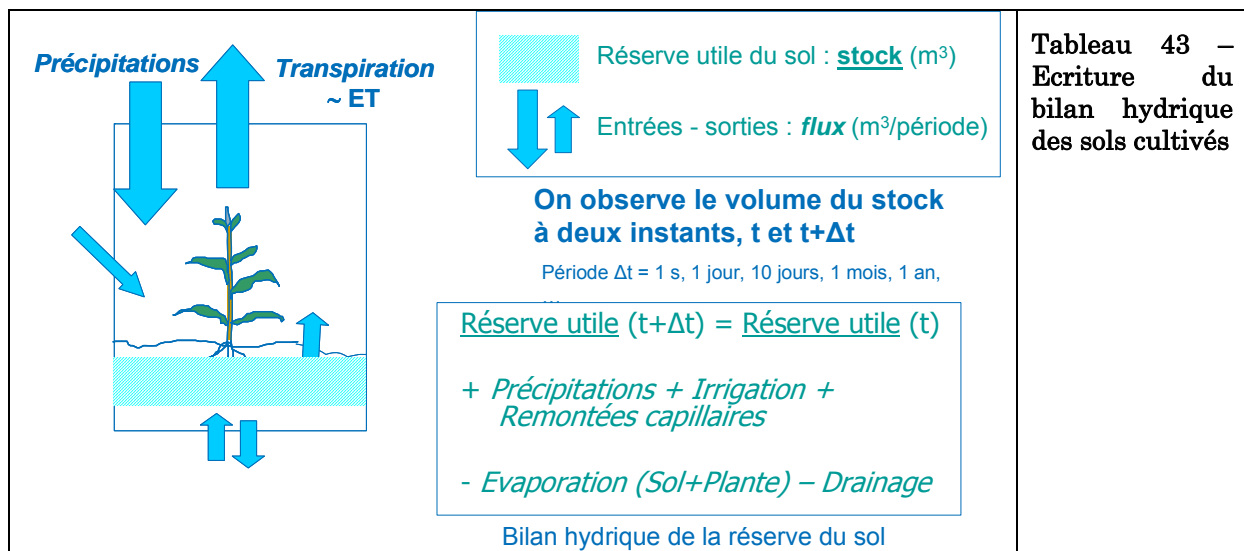 Précipitations
Transpiration
~ ET
Réserve utile du sol : stock (m³)
Entrées - sorties : flux (m³/période)
On observe le volume du stock
à deux instants, t et t+Δt
Période Δt = 1 s, 1 jour, 10 jours, 1 mois, 1 an,
...
Réserve utile (t+Δt) = Réserve utile (t)
+ Précipitations + Irrigation +
Remontées capillaires
- Evaporation (Sol+Plante) – Drainage
Bilan hydrique de la réserve du sol
Tableau 43 –
Ecriture du
bilan hydrique
des sols cultivés